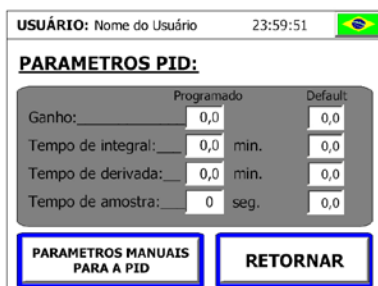 USUÁRIO: Nome do Usuário 23:59:51
PARAMETROS PID:
Programado Default
Ganho: 0,0 0,0
Tempo de integral: 0,0 min. 0,0
Tempo de derivada: 0,0 min. 0,0
Tempo de amostra: 0 seg. 0,0
PARAMETROS MANUAIS
PARA A PID
RETORNAR